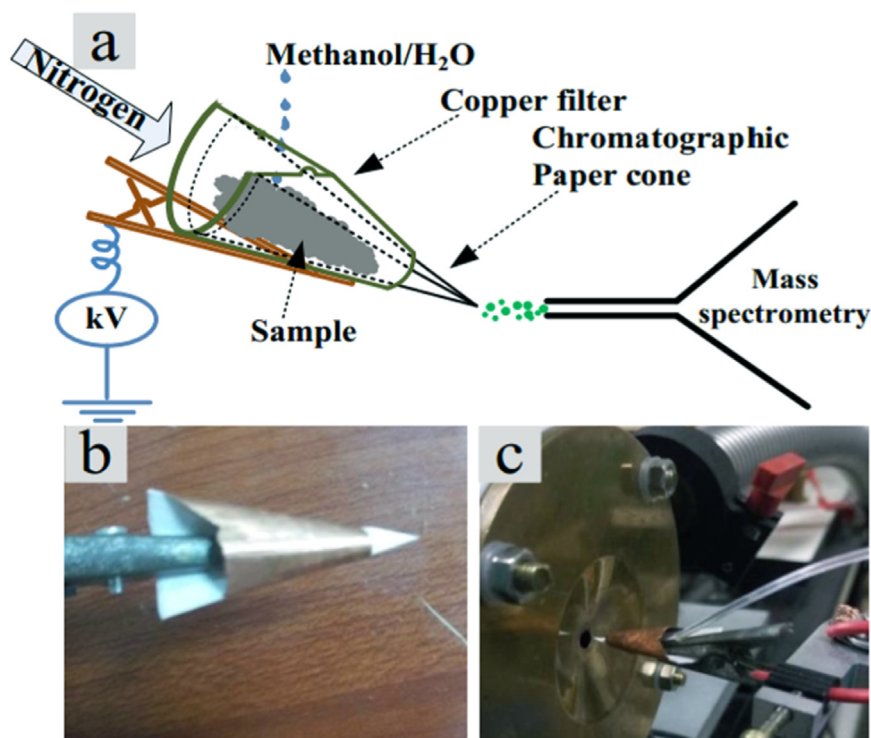 a
Nitrogen
Methanol/H₂O
Copper filter
Chromatographic
Paper cone
Mass
spectrometry
kV
Sample
b
c